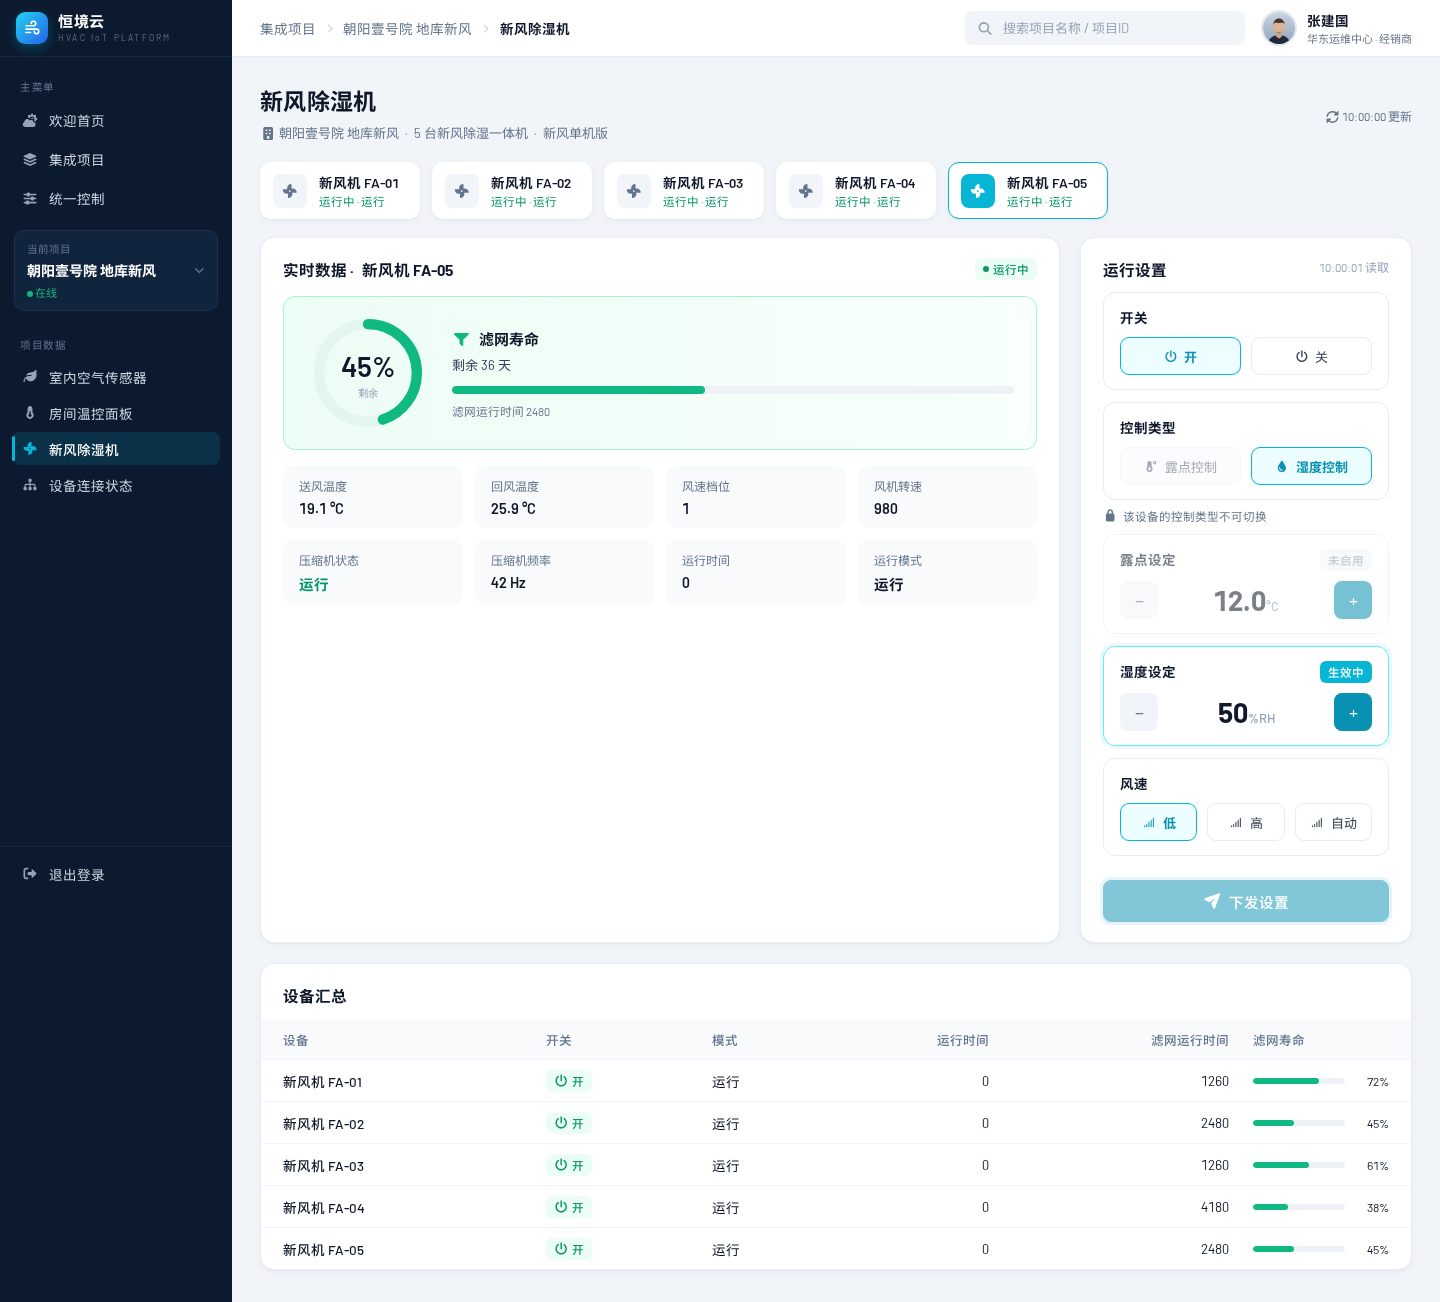 恒境云
HVAC IoT PLATFORM
主菜单
欢迎首页
集成项目
统一控制
当前项目
朝阳壹号院 地库新风
在线
项目数据
室内空气传感器
房间温控面板
新风除湿机
设备连接状态
退出登录
集成项目 > 朝阳壹号院 地库新风 > 新风除湿机
搜索项目名称 / 项目ID
张建国
华东运维中心 · 经销商
新风除湿机
朝阳壹号院 地库新风 · 5 台新风除湿一体机 · 新风单机版
10:00:00 更新
新风机 FA-01
运行中 · 运行
新风机 FA-02
运行中 · 运行
新风机 FA-03
运行中 · 运行
新风机 FA-04
运行中 · 运行
新风机 FA-05
运行中 · 运行
实时数据 · 新风机 FA-05
运行中
45%
剩余
滤网寿命
剩余 36 天
滤网运行时间 2480
送风温度
19.1 °C
回风温度
25.9 °C
风速档位
1
风机转速
980
压缩机状态
运行
压缩机频率
42 Hz
运行时间
0
运行模式
运行
运行设置
10:00:01 读取
开关
开
关
控制类型
露点控制
湿度控制
该设备的控制类型不可切换
露点设定
未启用
− 12.0°C +
湿度设定
生效中
− 50%RH +
风速
低
高
自动
下发设置
设备汇总
设备 开关 模式 运行时间 滤网运行时间 滤网寿命
新风机 FA-01 开 运行 0 1260 72%
新风机 FA-02 开 运行 0 2480 45%
新风机 FA-03 开 运行 0 1260 61%
新风机 FA-04 开 运行 0 4180 38%
新风机 FA-05 开 运行 0 2480 45%